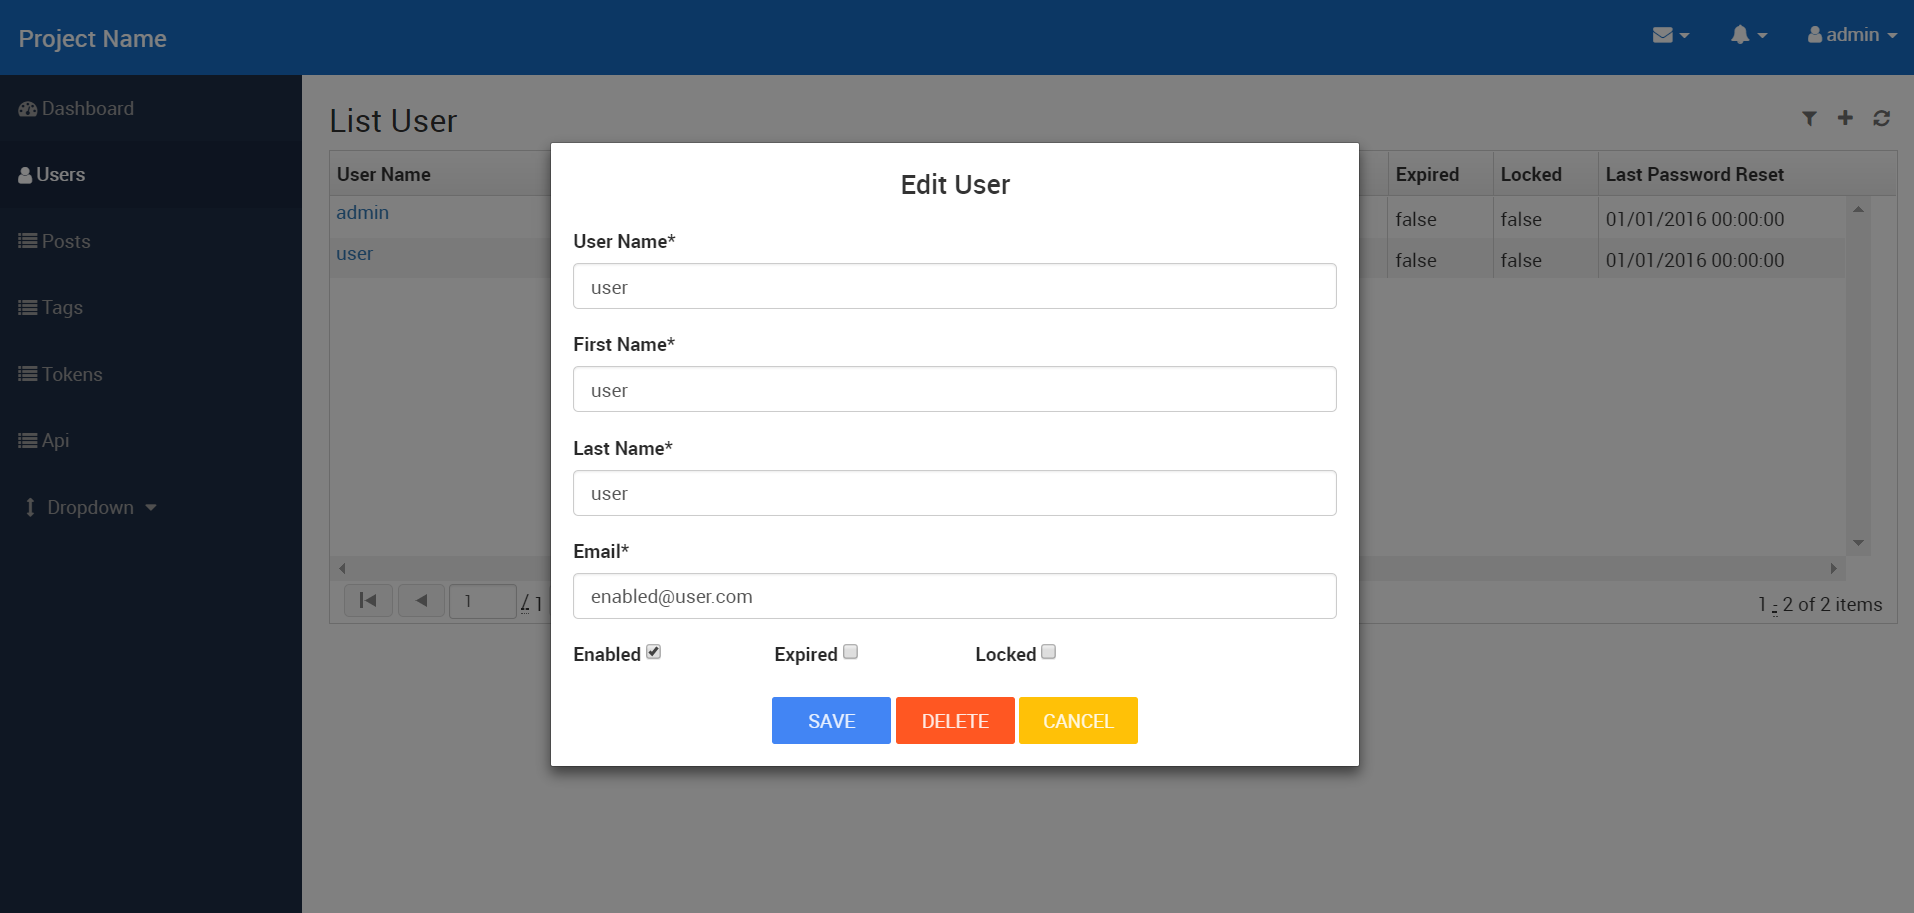 Project Name
admin
Dashboard
Users
Posts
Tags
Tokens
Api
Dropdown
List User
User Name
Expired
Locked
Last Password Reset
admin
false
false
01/01/2016 00:00:00
user
false
false
01/01/2016 00:00:00
1
/ 1
1 - 2 of 2 items
Edit User
User Name*
user
First Name*
user
Last Name*
user
Email*
enabled@user.com
Enabled
Expired
Locked
SAVE
DELETE
CANCEL